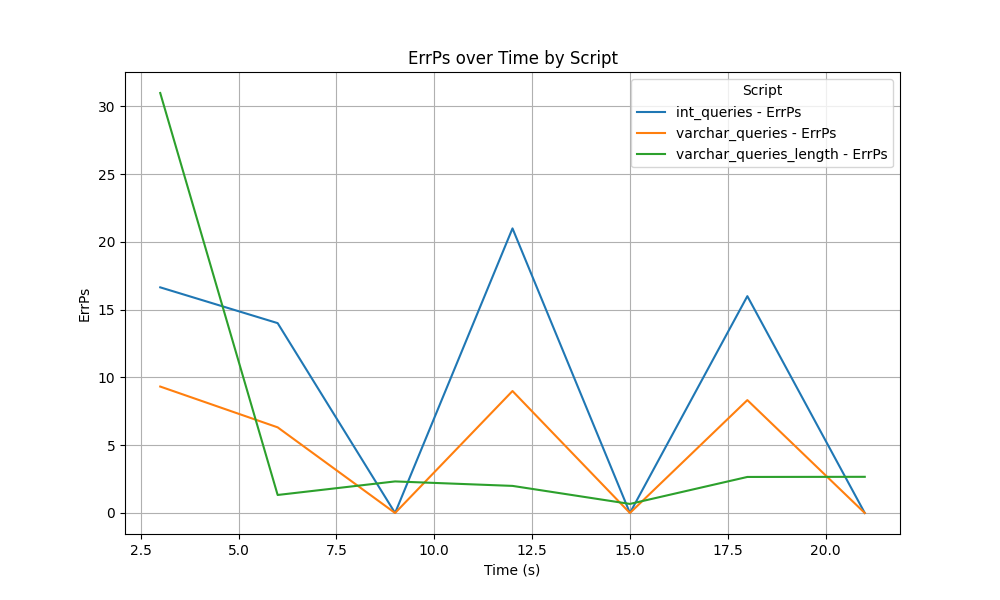 ErrPs over Time by Script
Script
int_queries - ErrPs
varchar_queries - ErrPs
varchar_queries_length - ErrPs
ErrPs
30
25
20
15
10
5
0
2.5 5.0 7.5 10.0 12.5 15.0 17.5 20.0
Time (s)